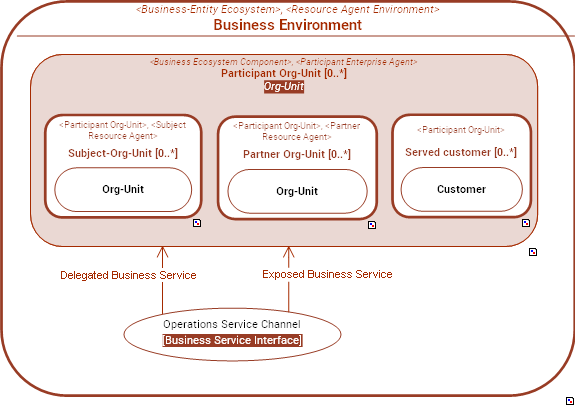 <Business-Entity Ecosystem>, <Resource Agent Environment>
Business Environment
<Business Ecosystem Component>, <Participant Enterprise Agent>
Participant Org-Unit [0..*]
Org-Unit
<Participant Org-Unit>, <Subject
Resource Agent>
Subject-Org-Unit [0..*]
Org-Unit
<Participant Org-Unit>, <Partner
Resource Agent>
Partner Org-Unit [0..*]
Org-Unit
<Participant Org-Unit>
Served customer [0..*]
Customer
Delegated Business Service
Exposed Business Service
Operations Service Channel
[Business Service Interface]